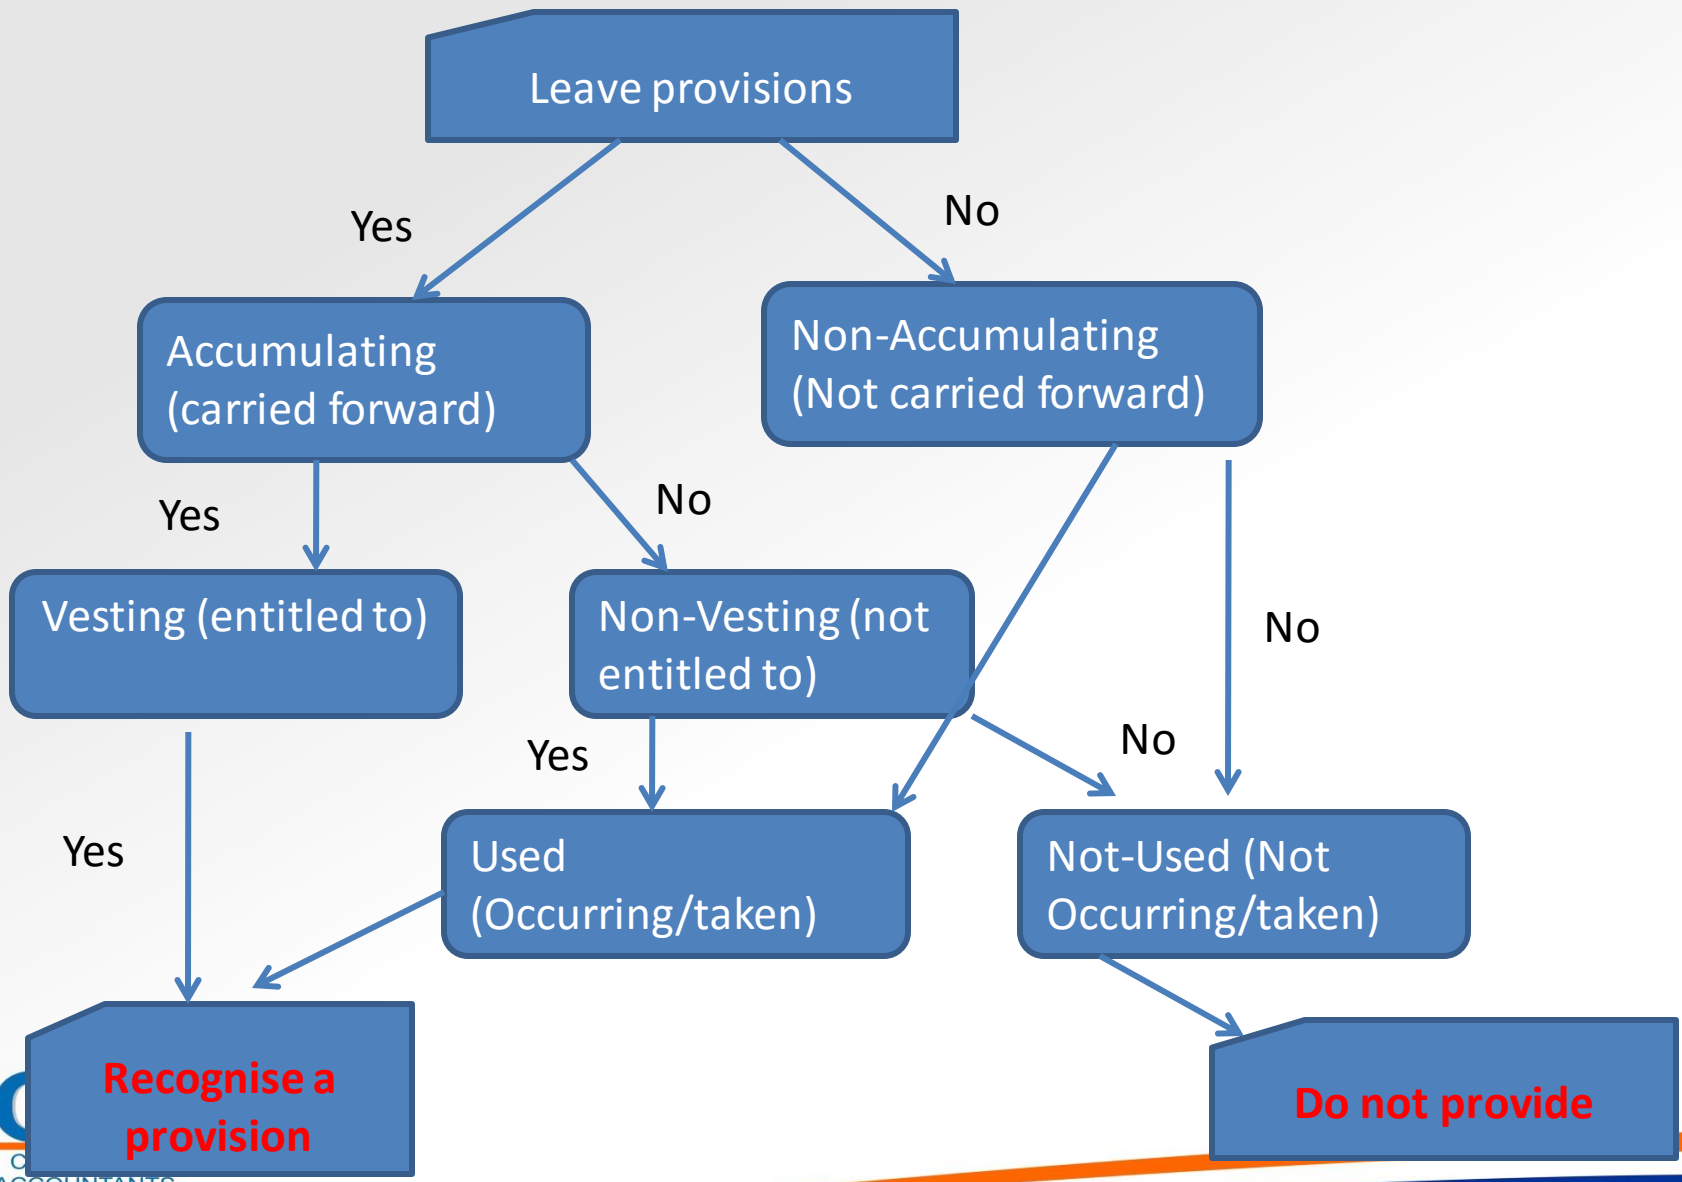 Leave provisions
Yes
No
Accumulating
(carried forward)
Non-Accumulating
(Not carried forward)
Yes
No
Vesting (entitled to)
Non-Vesting (not
entitled to)
No
Yes
No
Yes
Used
(Occurring/taken)
Not-Used (Not
Occurring/taken)
Recognise a
provision
Do not provide
ACCOUNTANTS